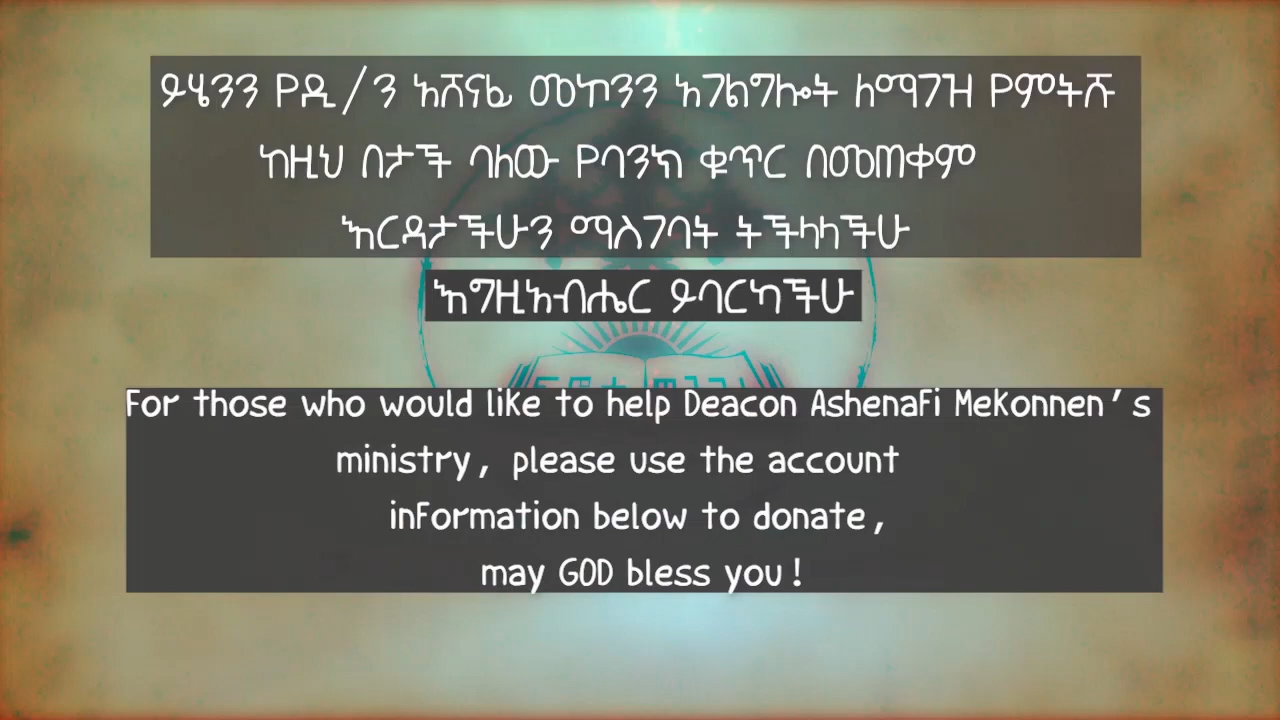 ይሄንን የዲ/ን አሸናፊ መኮንን አገልግሎት ለማገዝ የምትሹ
ከዚህ በታች ባለው የባንክ ቁጥር በመጠቀም
እርዳታችሁን ማስገባት ትችላላችሁ
እግዚአብሔር ይባርካችሁ
For those who would like to help Deacon Ashenafi Mekonnen's
ministry, please use the account
information below to donate,
may GOD bless you!